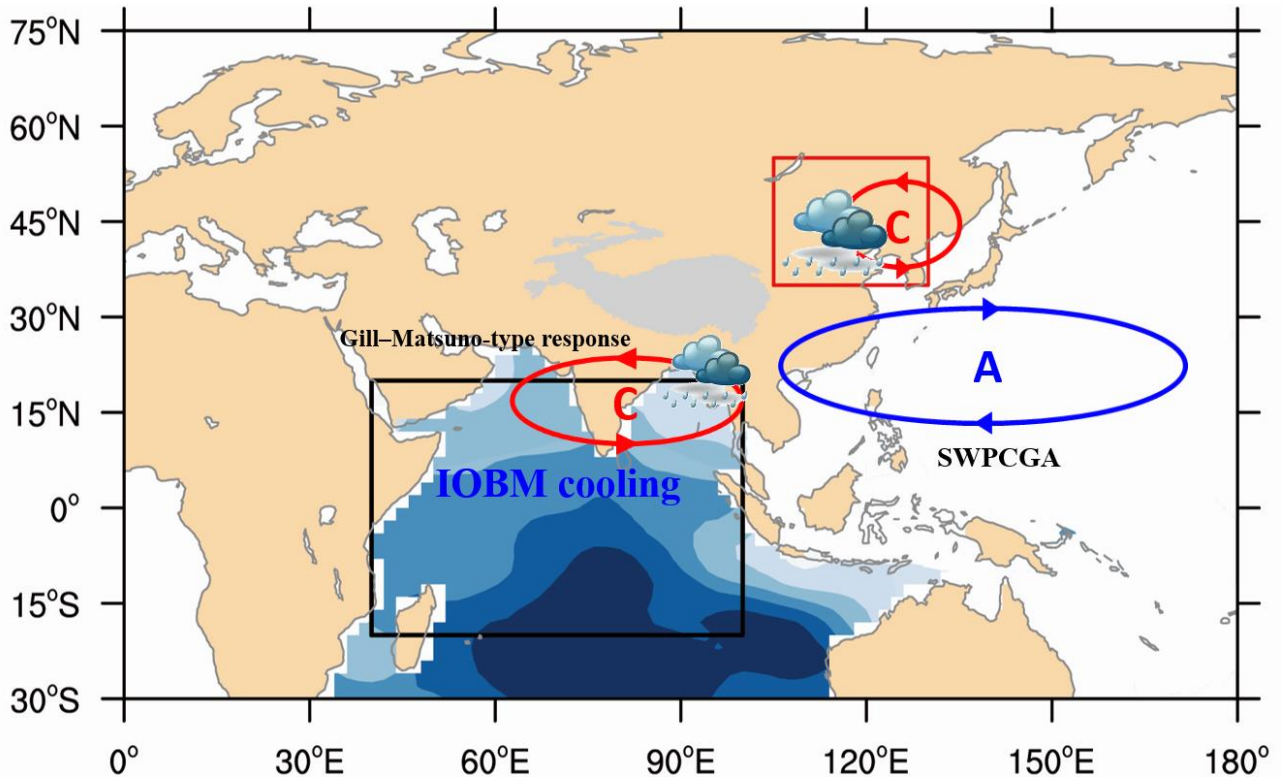 75°N
60°N
45°N
30°N
15°N
0°
15°S
30°S
C
A
Gill–Matsuno-type response
C
SWPCGA
IOBM cooling
0°
30°E
60°E
90°E
120°E
150°E
180°